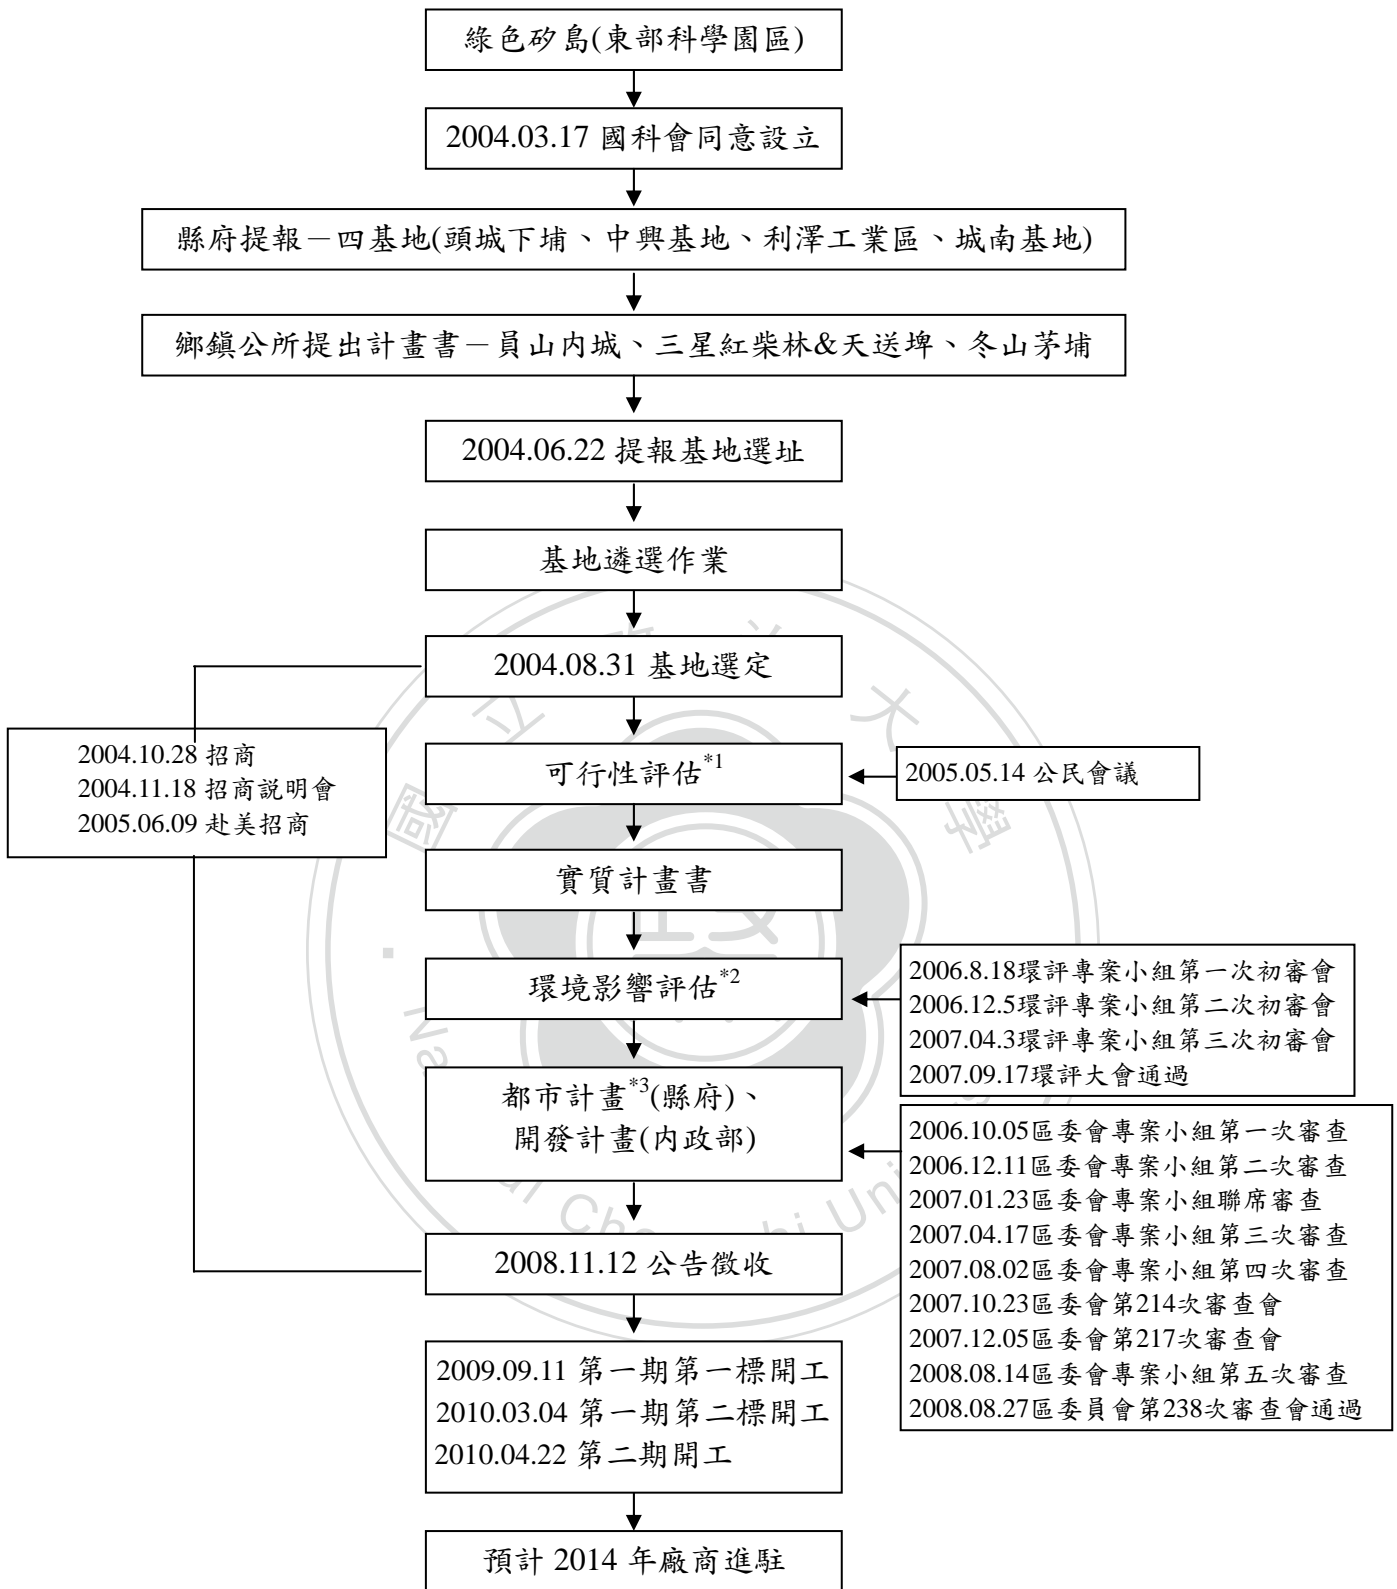 綠色矽島(東部科學園區)
2004.03.17 國科會同意設立
縣府提報－四基地(頭城下埔、中興基地、利澤工業區、城南基地)
鄉鎮公所提出計畫書－員山內城、三星紅柴林&天送埤、冬山茅埔
2004.06.22 提報基地選址
基地遴選作業
2004.08.31 基地選定
2004.10.28 招商
2004.11.18 招商說明會
2005.06.09 赴美招商
可行性評估*1
2005.05.14 公民會議
實質計畫書
環境影響評估*2
2006.8.18環評專案小組第一次初審會
2006.12.5環評專案小組第二次初審會
2007.04.3環評專案小組第三次初審會
2007.09.17環評大會通過
都市計畫*3(縣府)、
開發計畫(內政部)
2006.10.05區委會專案小組第一次審查
2006.12.11區委會專案小組第二次審查
2007.01.23區委會專案小組聯席審查
2007.04.17區委會專案小組第三次審查
2007.08.02區委會專案小組第四次審查
2007.10.23區委會第214次審查會
2007.12.05區委會第217次審查會
2008.08.14區委會專案小組第五次審查
2008.08.27區委員會第238次審查會通過
2008.11.12 公告徵收
2009.09.11 第一期第一標開工
2010.03.04 第一期第二標開工
2010.04.22 第二期開工
預計 2014 年廠商進駐